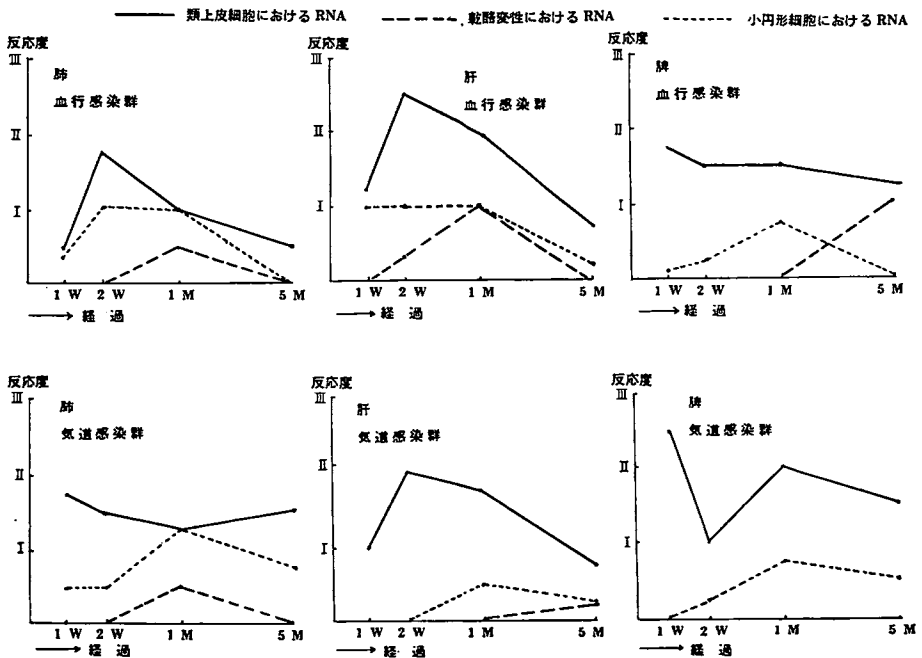 類上皮細胞における RNA
乾酪変性における RNA
小円形細胞における RNA
反応度
III
肺
血行感染群
II
I
1 W 2 W 1 M 5 M
→ 経過
III
肝
血行感染群
II
I
1 W 2 W 1 M 5 M
→ 経過
反応度
III
脾
血行感染群
II
I
1 W 2 W 1 M 5 M
→ 経過
反応度
III
肺
気道感染群
II
I
1 W 2 W 1 M 5 M
→ 経過
反応度
III
肝
気道感染群
II
I
1 W 2 W 1 M 5 M
→ 経過
反応度
III
脾
気道感染群
II
I
1 W 2 W 1 M 5 M
→ 経過